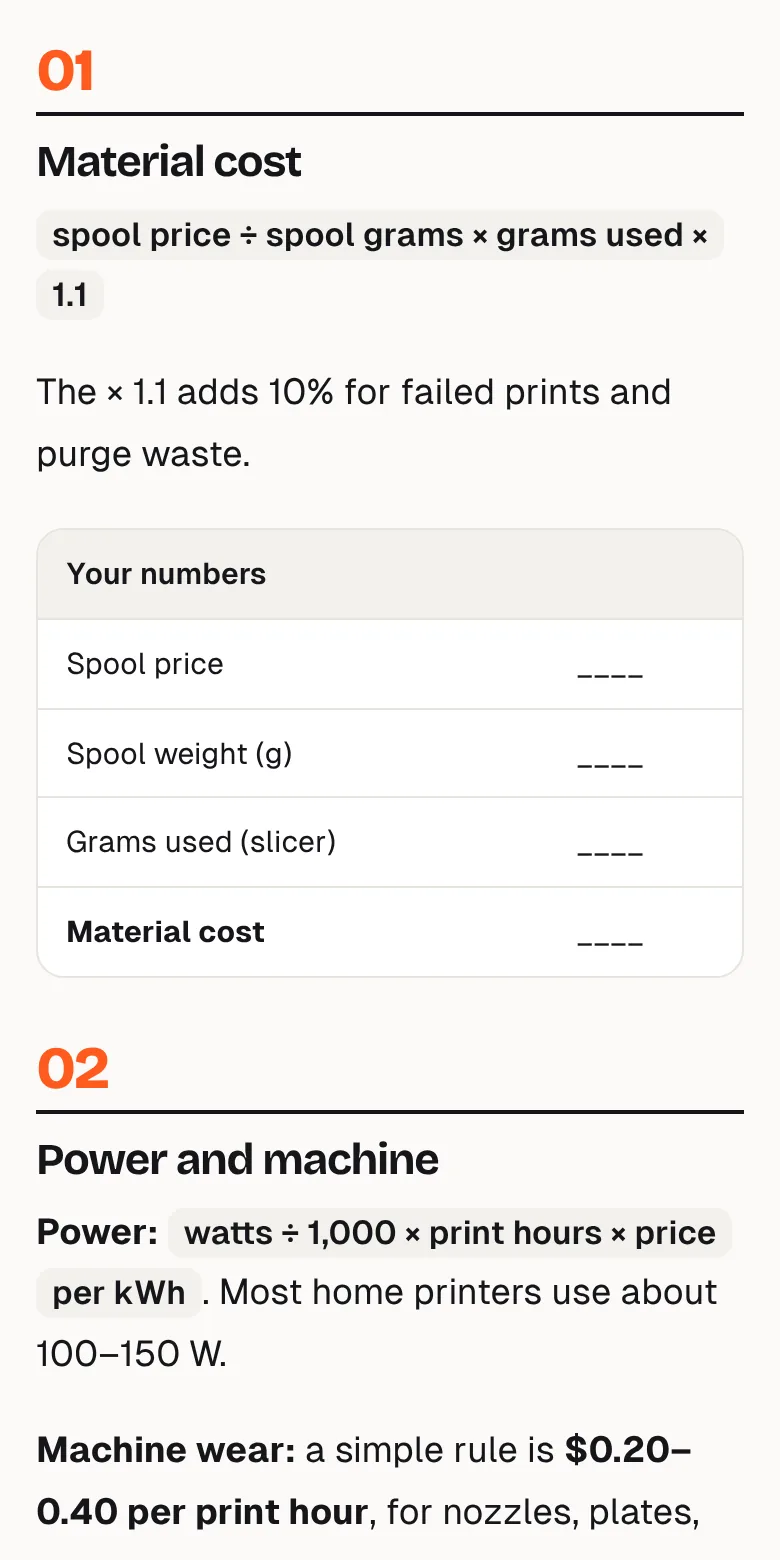 01
Material cost
spool price ÷ spool grams × grams used ×
1.1
The × 1.1 adds 10% for failed prints and
purge waste.
Your numbers
Spool price ____
Spool weight (g) ____
Grams used (slicer) ____
Material cost ____
02
Power and machine
Power: watts ÷ 1,000 × print hours × price
per kWh . Most home printers use about
100–150 W.
Machine wear: a simple rule is $0.20–
0.40 per print hour, for nozzles, plates,